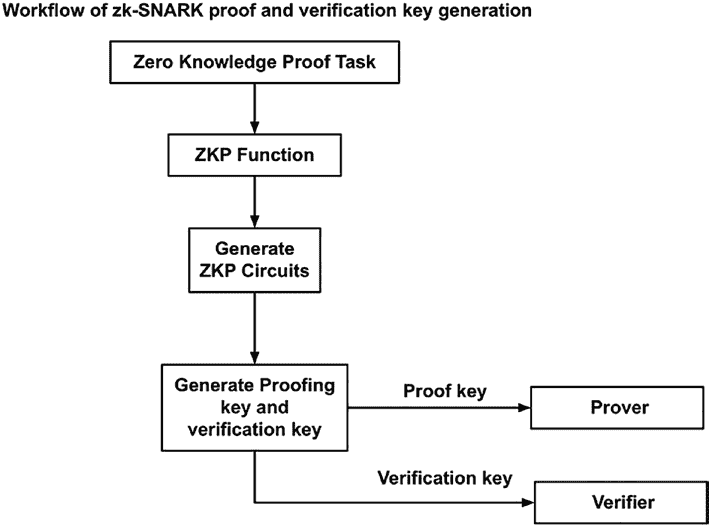 Workflow of zk-SNARK proof and verification key generation
Zero Knowledge Proof Task
ZKP Function
Generate
ZKP Circuits
Generate Proofing
key and
verification key
Proof key
Prover
Verification key
Verifier